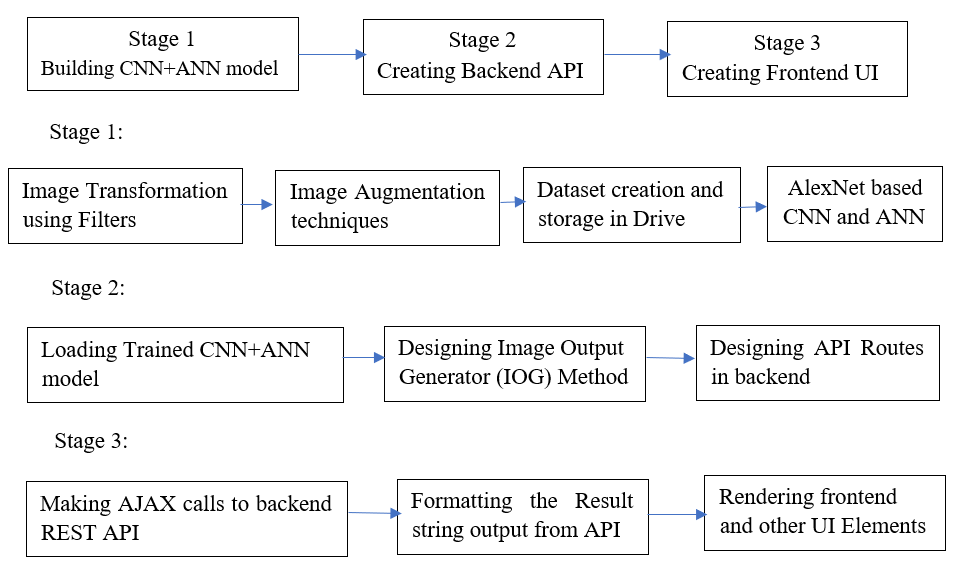 Stage 1
Building CNN+ANN model
Stage 2
Creating Backend API
Stage 3
Creating Frontend UI
Stage 1:
Image Transformation
using Filters
Image Augmentation
techniques
Dataset creation and
storage in Drive
AlexNet based
CNN and ANN
Stage 2:
Loading Trained CNN+ANN
model
Designing Image Output
Generator (IOG) Method
Designing API Routes
in backend
Stage 3:
Making AJAX calls to backend
REST API
Formatting the Result
string output from API
Rendering frontend
and other UI Elements